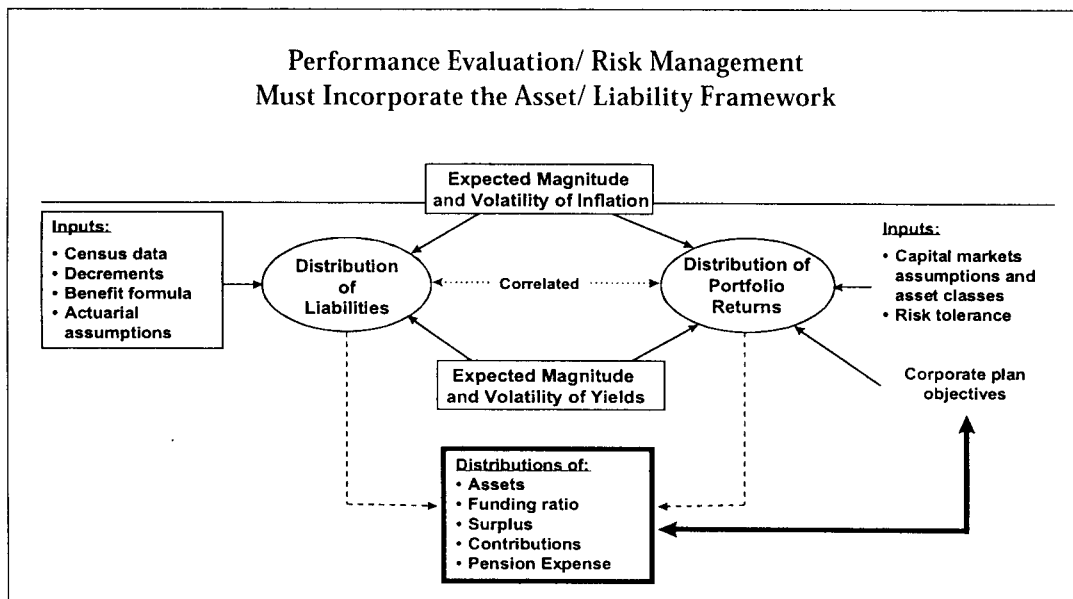 Performance Evaluation/ Risk Management
Must Incorporate the Asset/ Liability Framework
Expected Magnitude
and Volatility of Inflation
Inputs:
• Census data
• Decrements
• Benefit formula
• Actuarial
assumptions
Distribution
of
Liabilities
Correlated
Distribution of
Portfolio
Returns
Inputs:
• Capital markets
assumptions and
asset classes
• Risk tolerance
Expected Magnitude
and Volatility of Yields
Corporate plan
objectives
Distributions of:
• Assets
• Funding ratio
• Surplus
• Contributions
• Pension Expense